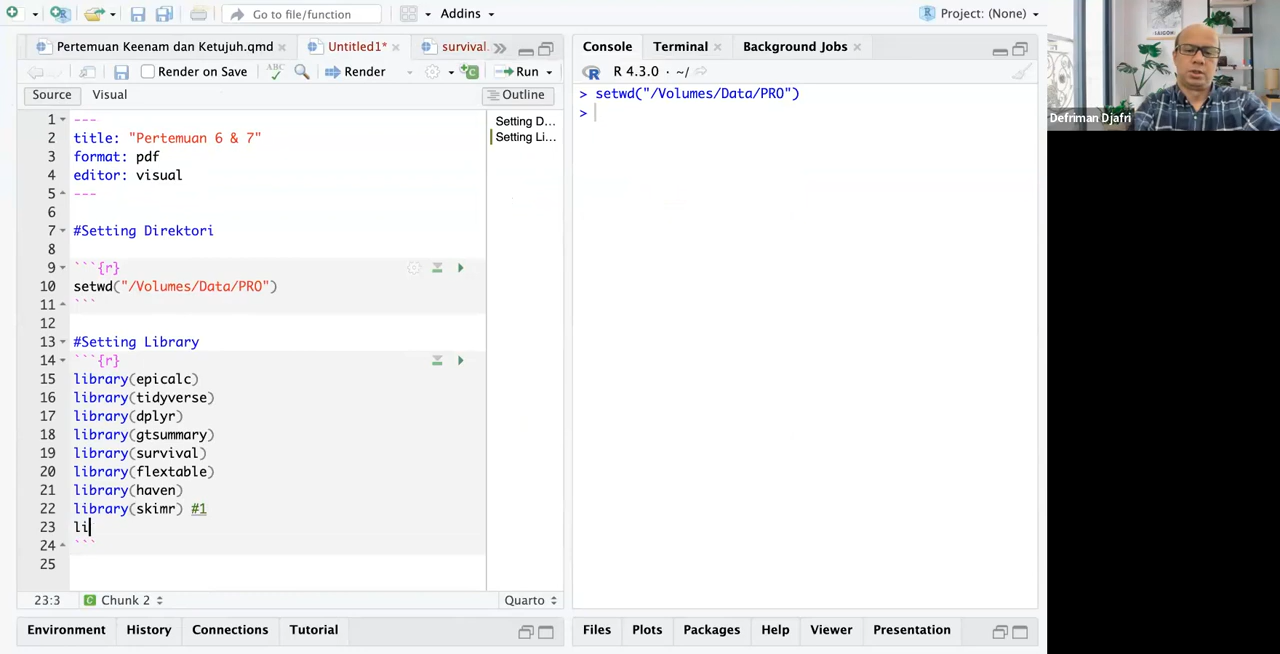 Go to file/function
Addins
Project: (None)
Pertemuan Keenam dan Ketujuh.qmd
Untitled1*
survival.
Console
Terminal
Background Jobs
Render on Save
ABC
Render
Run
R 4.3.0 · ~/
Source
Visual
Outline
> setwd("/Volumes/Data/PRO")
>
Setting D...
Setting Li...
1 ---
2 title: "Pertemuan 6 & 7"
3 format: pdf
4 editor: visual
5 ---
6
7 #Setting Direktori
8
9 ```{r}
10 setwd("/Volumes/Data/PRO")
11 ```
12
13 #Setting Library
14 ```{r}
15 library(epicalc)
16 library(tidyverse)
17 library(dplyr)
18 library(gtsummary)
19 library(survival)
20 library(flextable)
21 library(haven)
22 library(skimr) #1
23 li
24 ```
25
23:3
C Chunk 2
Quarto
Environment
History
Connections
Tutorial
Files
Plots
Packages
Help
Viewer
Presentation
Defriman Djafri